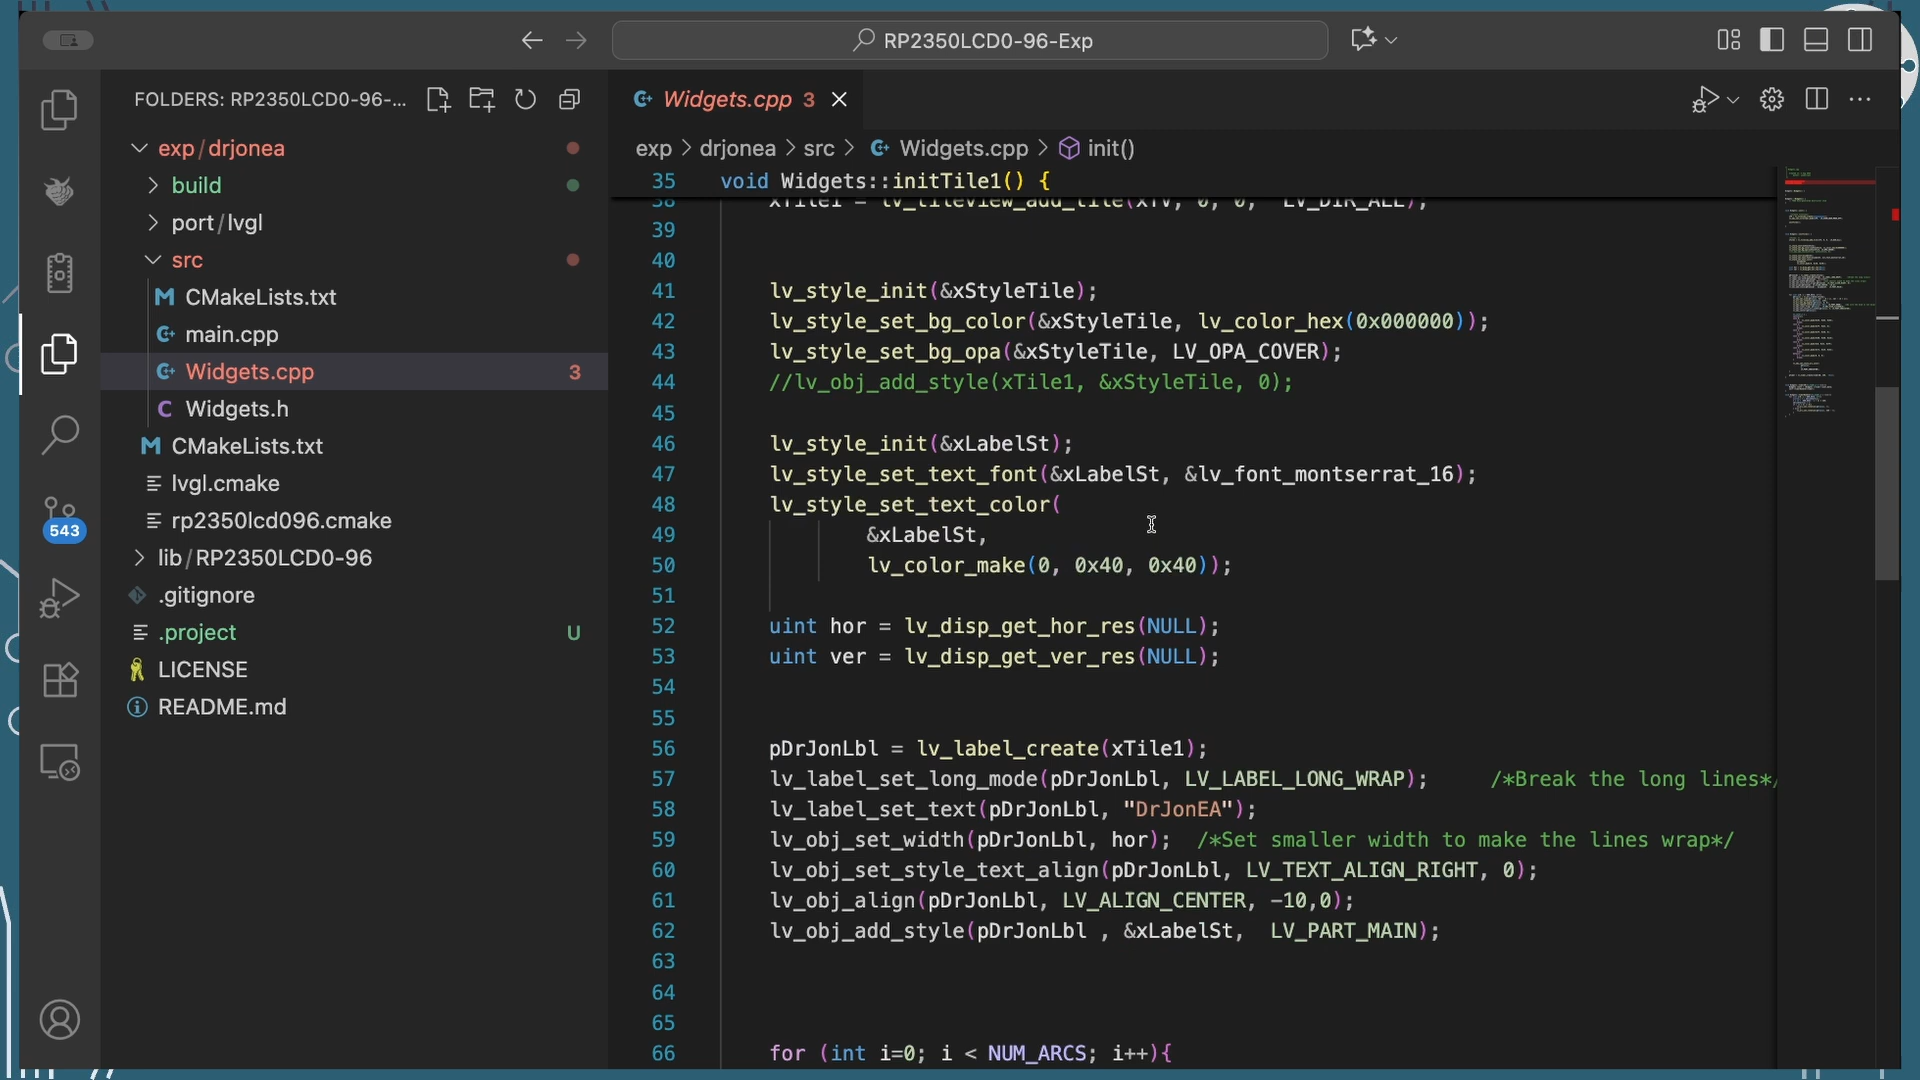 RP2350LCD0-96-Exp
FOLDERS: RP2350LCD0-96-...
exp / drjonea
build
port / lvgl
src
CMakeLists.txt
main.cpp
Widgets.cpp 3
Widgets.h
CMakeLists.txt
lvgl.cmake
rp2350lcd096.cmake
lib / RP2350LCD0-96
.gitignore
.project U
LICENSE
README.md
543
Widgets.cpp 3
exp > drjonea > src > Widgets.cpp > init()
35 void Widgets::initTile1() {
38 xTile1 = lv_tileview_add_tile(xTV, 0, 0, LV_DIR_ALL);
39
40
41 lv_style_init(&xStyleTile);
42 lv_style_set_bg_color(&xStyleTile, lv_color_hex(0x000000));
43 lv_style_set_bg_opa(&xStyleTile, LV_OPA_COVER);
44 //lv_obj_add_style(xTile1, &xStyleTile, 0);
45
46 lv_style_init(&xLabelSt);
47 lv_style_set_text_font(&xLabelSt, &lv_font_montserrat_16);
48 lv_style_set_text_color(
49 &xLabelSt,
50 lv_color_make(0, 0x40, 0x40));
51
52 uint hor = lv_disp_get_hor_res(NULL);
53 uint ver = lv_disp_get_ver_res(NULL);
54
55
56 pDrJonLbl = lv_label_create(xTile1);
57 lv_label_set_long_mode(pDrJonLbl, LV_LABEL_LONG_WRAP); /*Break the long lines*/
58 lv_label_set_text(pDrJonLbl, "DrJonEA");
59 lv_obj_set_width(pDrJonLbl, hor); /*Set smaller width to make the lines wrap*/
60 lv_obj_set_style_text_align(pDrJonLbl, LV_TEXT_ALIGN_RIGHT, 0);
61 lv_obj_align(pDrJonLbl, LV_ALIGN_CENTER, -10,0);
62 lv_obj_add_style(pDrJonLbl , &xLabelSt, LV_PART_MAIN);
63
64
65
66 for (int i=0; i < NUM_ARCS; i++){